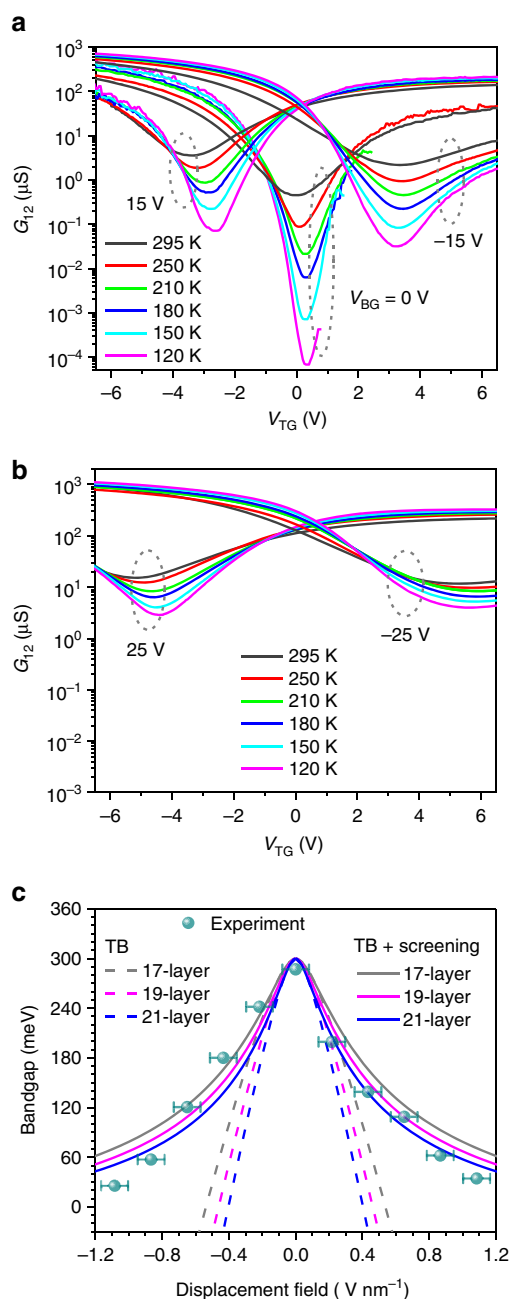 a
10³
10²
10¹
10⁰
10⁻¹
10⁻²
10⁻³
10⁻⁴
G₁₂ (µS)
15 V
−15 V
V_BG = 0 V
295 K
250 K
210 K
180 K
150 K
120 K
−6 −4 −2 0 2 4 6
V_TG (V)
b
10³
10²
10¹
10⁰
10⁻¹
10⁻²
10⁻³
G₁₂ (µS)
25 V
−25 V
295 K
250 K
210 K
180 K
150 K
120 K
−6 −4 −2 0 2 4 6
V_TG (V)
c
360
300
240
180
120
60
0
Bandgap (meV)
Experiment
TB
17-layer
19-layer
21-layer
TB + screening
17-layer
19-layer
21-layer
−1.2 −0.8 −0.4 0.0 0.4 0.8 1.2
Displacement field ( V nm⁻¹)